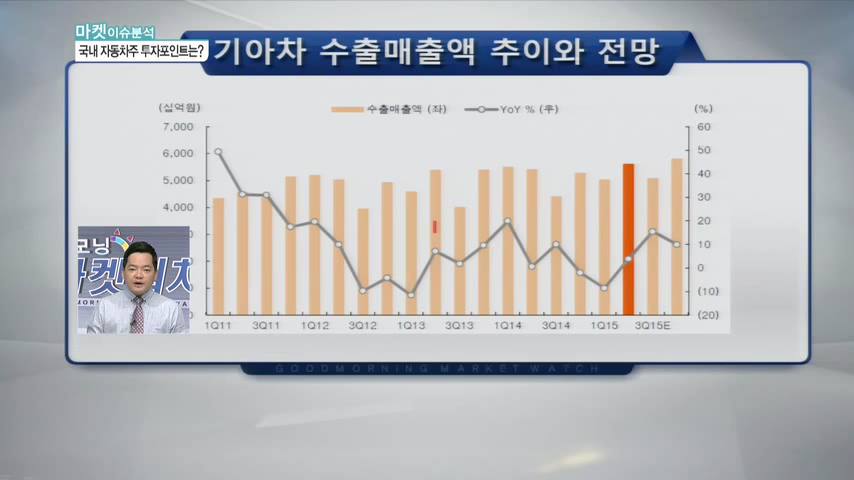 마켓이슈분석
국내 자동차주 투자포인트는?
기아차 수출매출액 추이와 전망
(십억원)
수출매출액 (좌)
YoY % (우)
(%)
7,000
60
6,000
50
5,000
40
4,000
30
20
10
0
(10)
(20)
모닝
1Q11
3Q11
1Q12
3Q12
1Q13
3Q13
1Q14
3Q14
1Q15
3Q15E
GOODMORNING MARKET WATCH